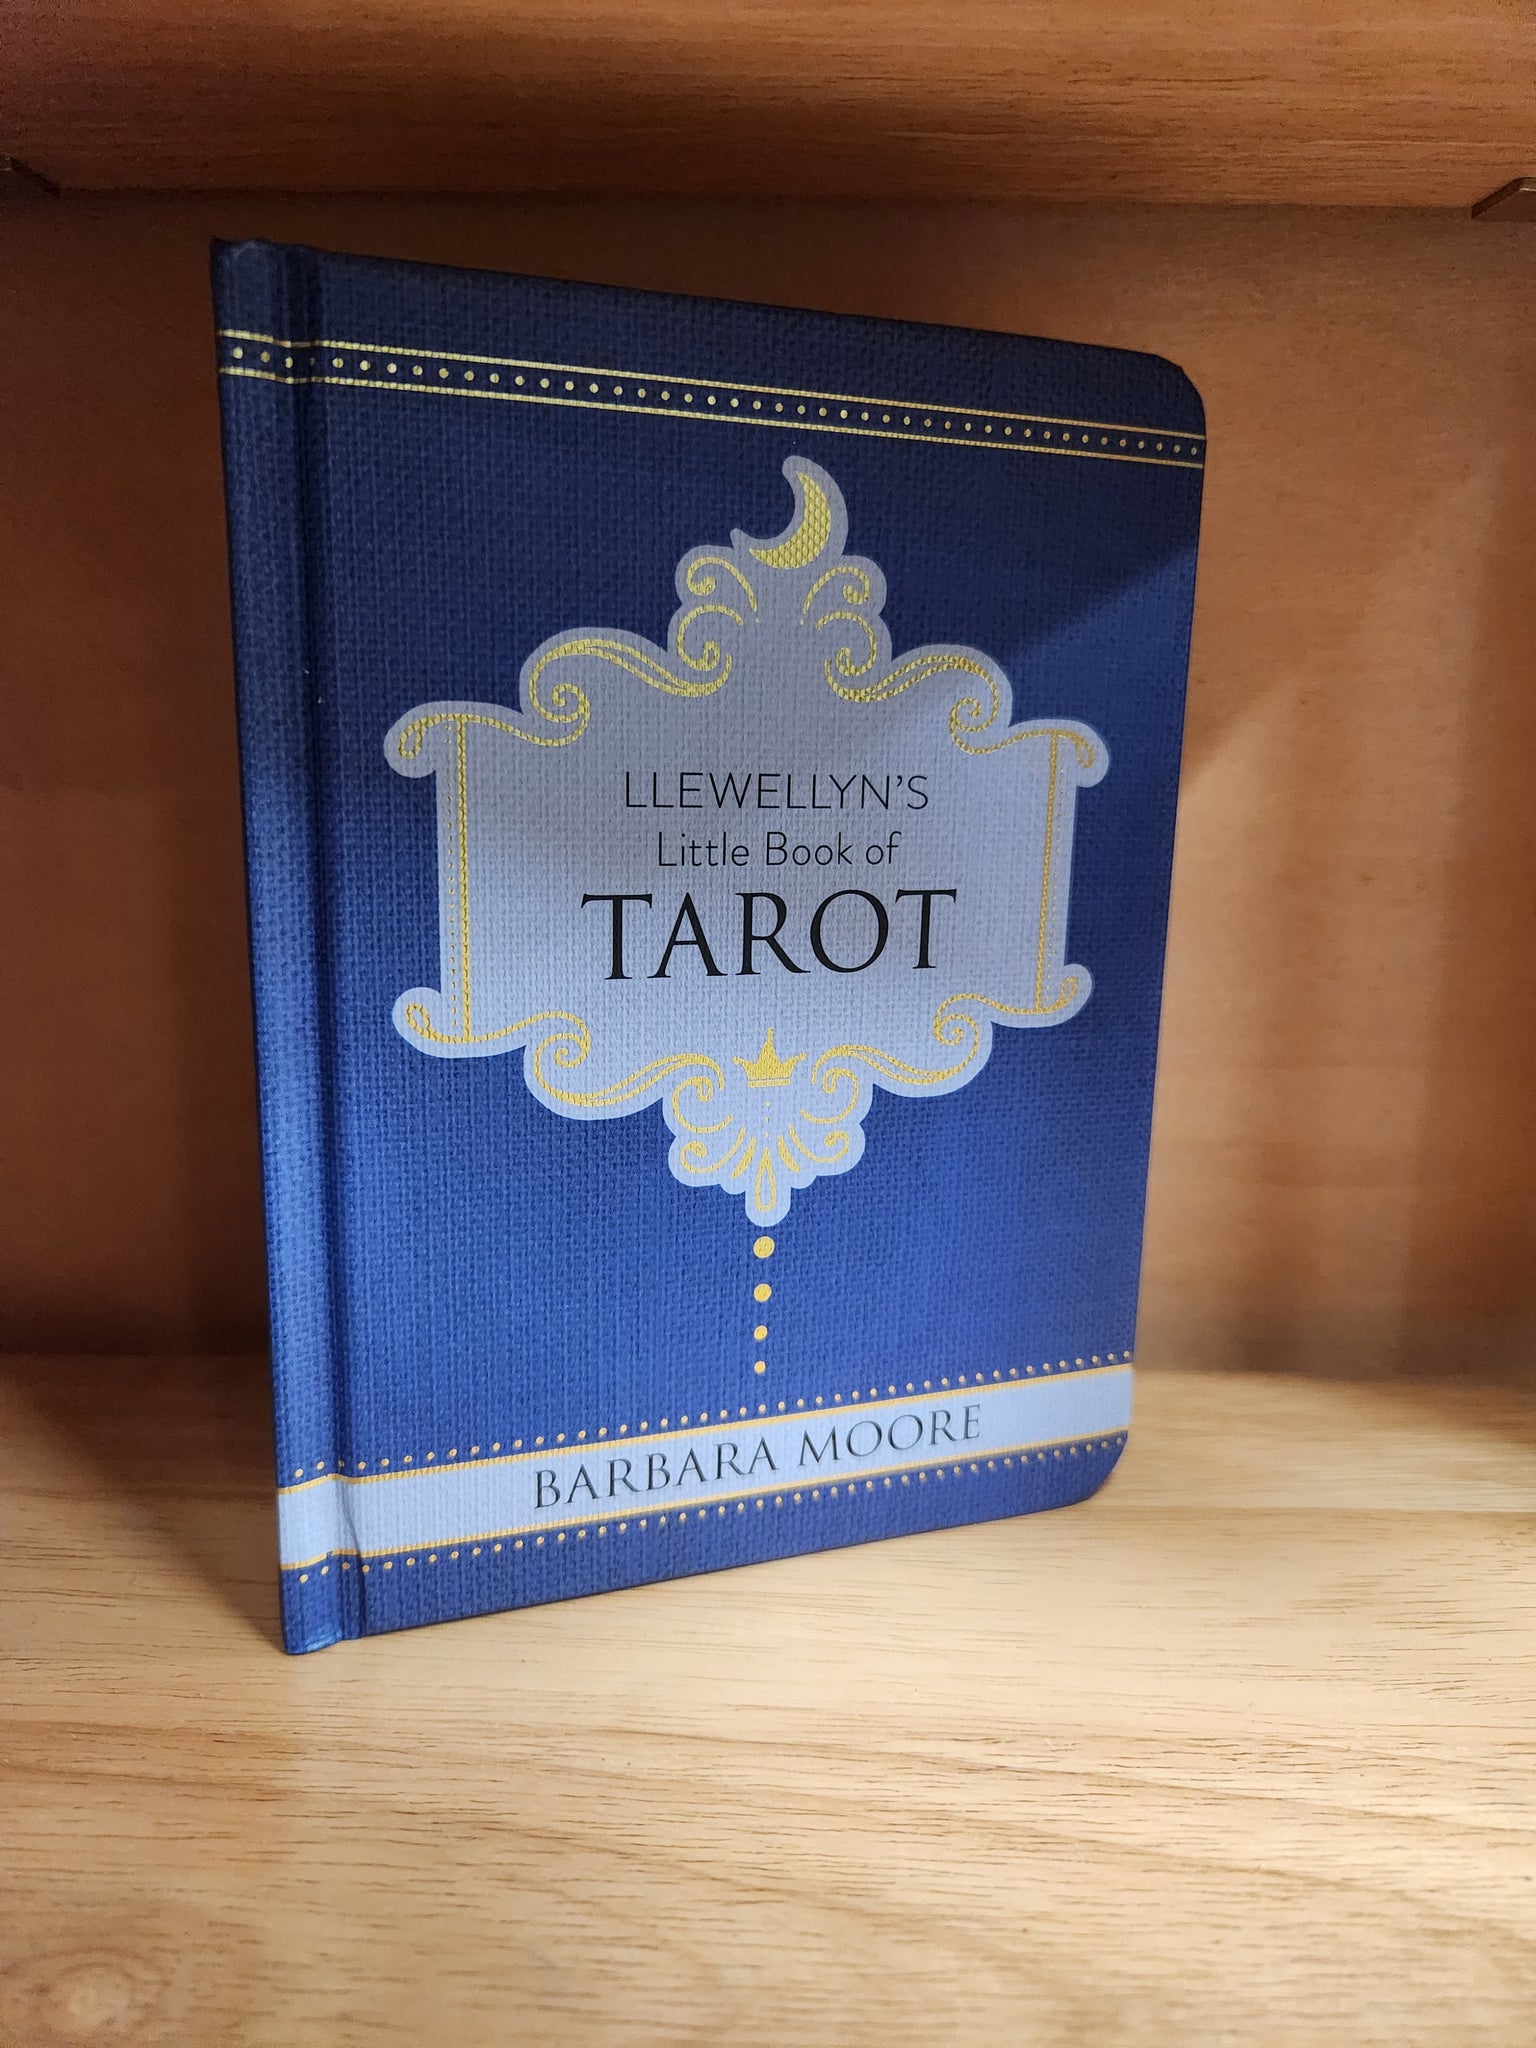 LLEWELLYN'S
Little Book of
TAROT
BARBARA MOORE